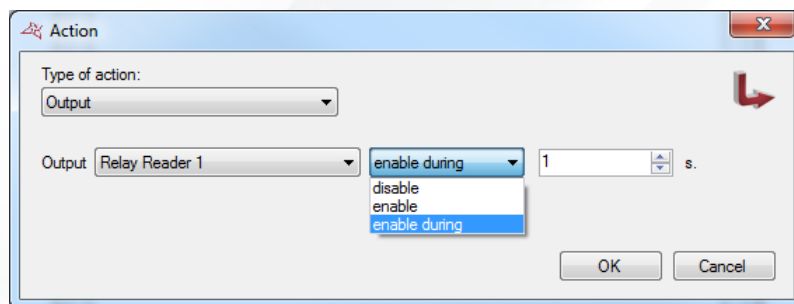 Action
Type of action:
Output
Output Relay Reader 1 enable during 1 s.
disable
enable
enable during
OK Cancel